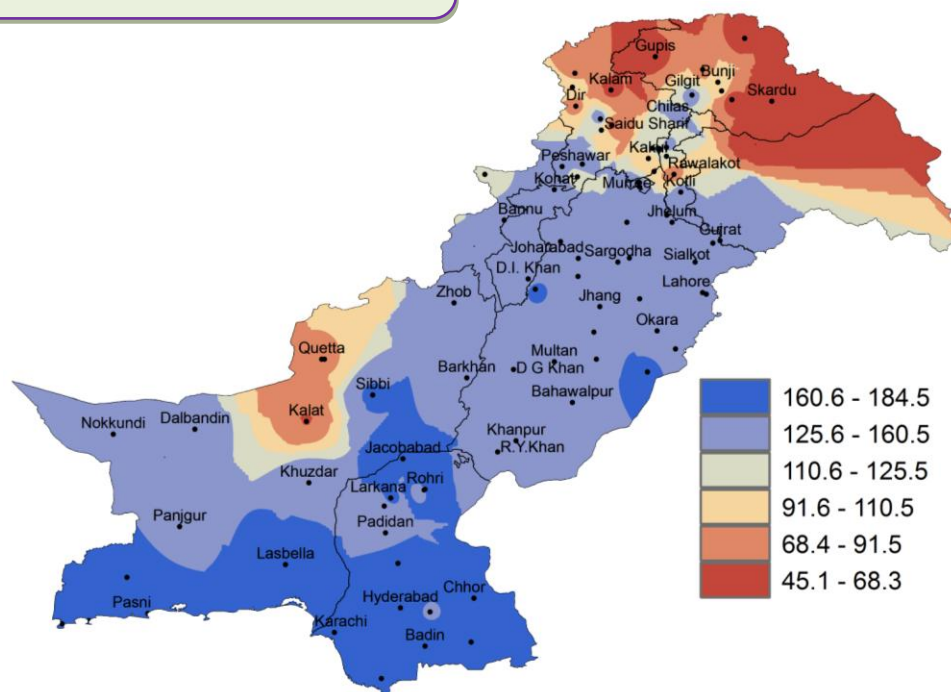 Gupis
Bunji
Kalam
Gilgit
Skardu
Dir
Chilas
Saidu Sharif
Kakul
Peshawar
Rawalakot
Kohat
Murree
Kotli
Bannu
Jhelum
Gujrat
Joharabad
Sargodha
Sialkot
D.I. Khan
Lahore
Zhob
Jhang
Okara
Quetta
Multan
Barkhan
D G Khan
Sibbi
Bahawalpur
Kalat
Nokkundi
Dalbandin
Khanpur
R.Y.Khan
Jacobabad
Khuzdar
Rohri
Larkana
Panjgur
Padidan
Lasbella
Chhor
Pasni
Hyderabad
Karachi
Badin
160.6 - 184.5
125.6 - 160.5
110.6 - 125.5
91.6 - 110.5
68.4 - 91.5
45.1 - 68.3